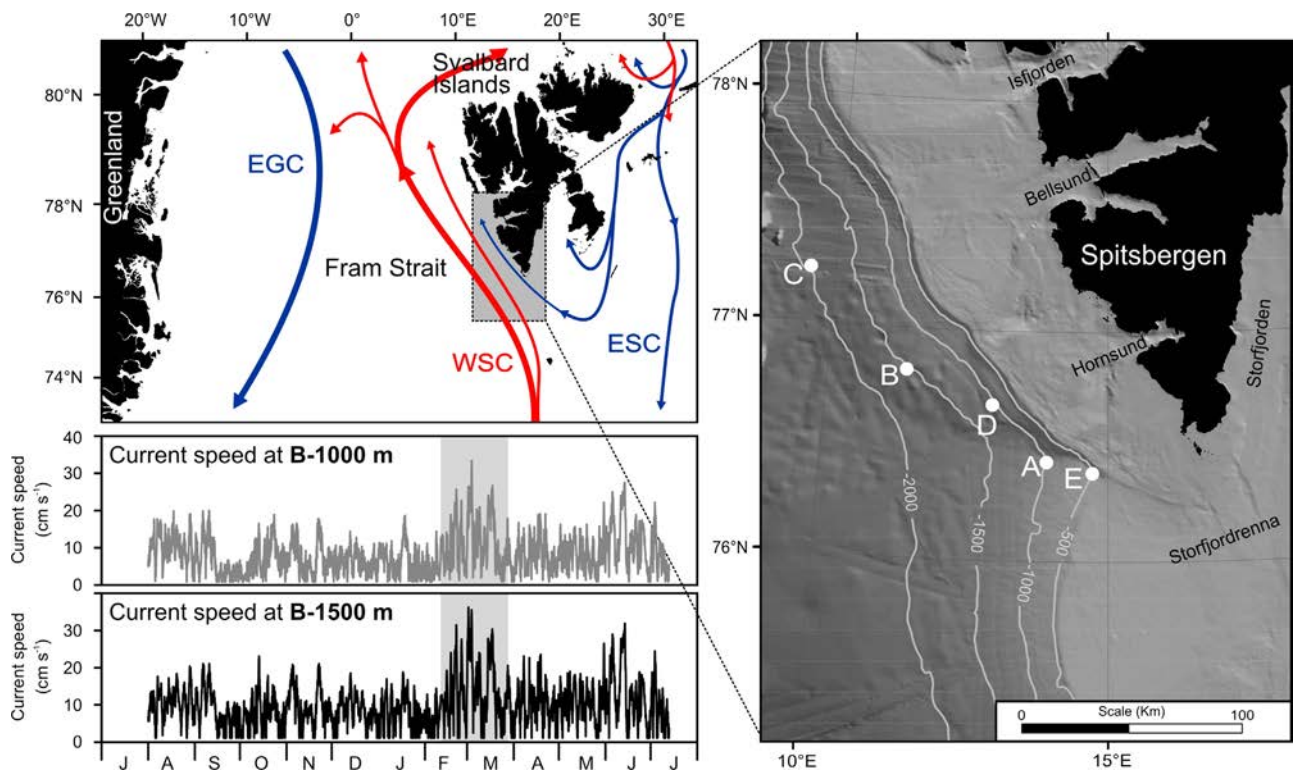 20°W 10°W 0° 10°E 20°E 30°E
80°N
78°N
76°N
74°N
Greenland
Svalbard
Islands
EGC
Fram Strait
WSC
ESC
Current speed
(cm s⁻¹)
40
30
20
10
0
Current speed at B-1000 m
Current speed
(cm s⁻¹)
30
20
10
0
Current speed at B-1500 m
J A S O N D J F M A M J J
78°N
77°N
76°N
Isfjorden
Bellsund
Spitsbergen
Hornsund
Storfjorden
Storfjordrenna
C
B
D
A
E
-2000
-1500
-1000
-500
Scale (Km)
0 100
10°E 15°E